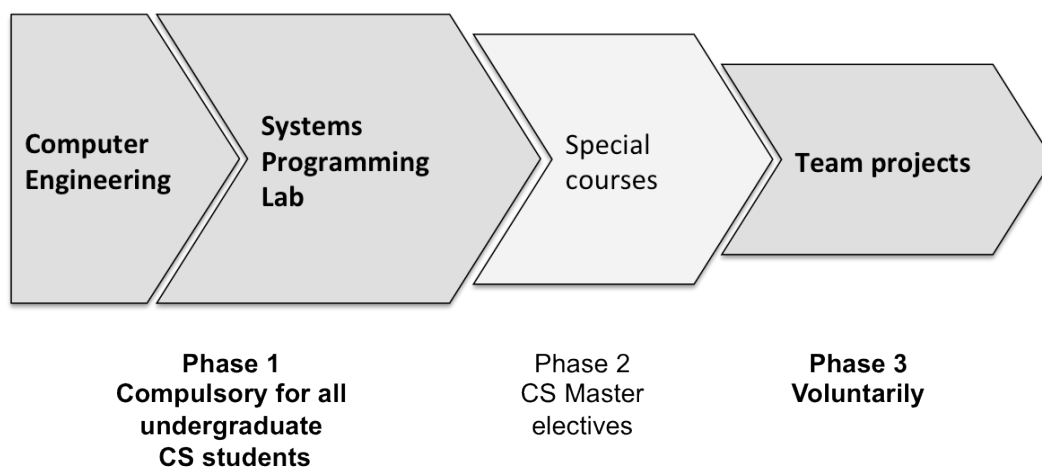 Computer
Engineering
Systems
Programming
Lab
Special
courses
Team projects
Phase 1
Compulsory for all
undergraduate
CS students
Phase 2
CS Master
electives
Phase 3
Voluntarily